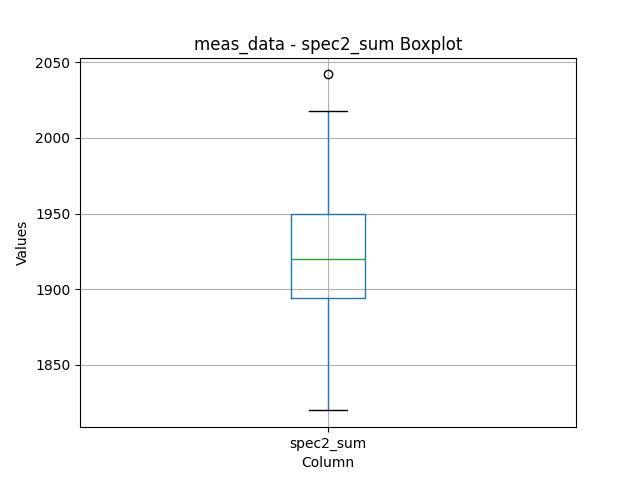 meas_data - spec2_sum Boxplot
2050
2000
1950
1900
1850
Values
spec2_sum
Column